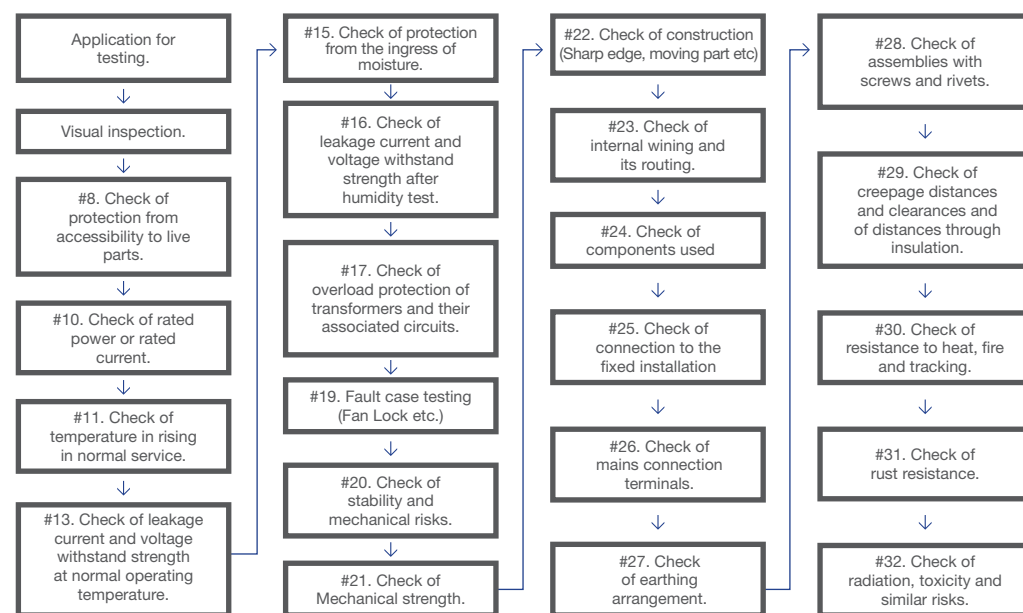 Application for
testing.
Visual inspection.
#8. Check of
protection from
accessibility to live
parts.
#10. Check of rated
power or rated
current.
#11. Check of
temperature in rising
in normal service.
#13. Check of leakage
current and voltage
withstand strength
at normal operating
temperature.
#15. Check of protection
from the ingress of
moisture.
#16. Check of
leakage current and
voltage withstand
strength after
humidity test.
#17. Check of
overload protection of
transformers and their
associated circuits.
#19. Fault case testing
(Fan Lock etc.)
#20. Check of
stability and
mechanical risks.
#21. Check of
Mechanical strength.
#22. Check of construction
(Sharp edge, moving part etc)
#23. Check of
internal wining and
its routing.
#24. Check of
components used
#25. Check of
connection to the
fixed installation
#26. Check of
mains connection
terminals.
#27. Check
of earthing
arrangement.
#28. Check of
assemblies with
screws and rivets.
#29. Check of
creepage distances
and clearances and
of distances through
insulation.
#30. Check of
resistance to heat, fire
and tracking.
#31. Check of
rust resistance.
#32. Check of
radiation, toxicity and
similar risks.